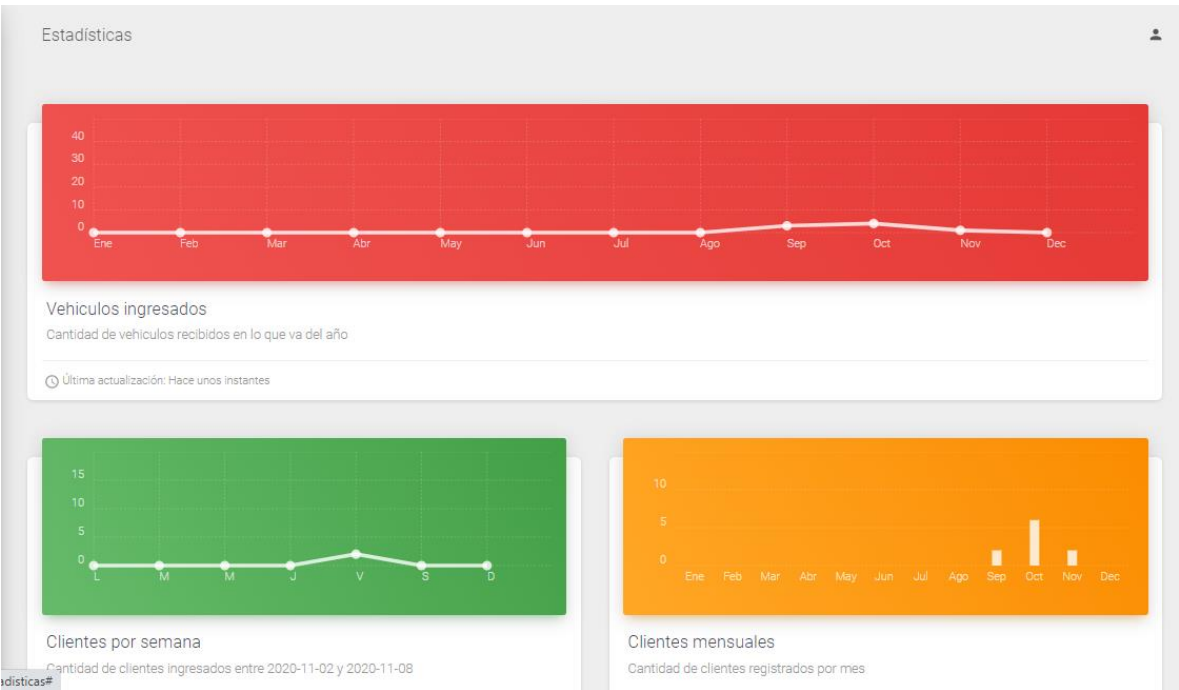 Estadísticas
40
30
20
10
0
Ene Feb Mar Abr May Jun Jul Ago Sep Oct Nov Dec
Vehiculos ingresados
Cantidad de vehiculos recibidos en lo que va del año
Última actualización: Hace unos instantes
15
10
5
0
L M M J V S D
Clientes por semana
Cantidad de clientes ingresados entre 2020-11-02 y 2020-11-08
10
5
0
Ene Feb Mar Abr May Jun Jul Ago Sep Oct Nov Dec
Clientes mensuales
Cantidad de clientes registrados por mes
adisticas#